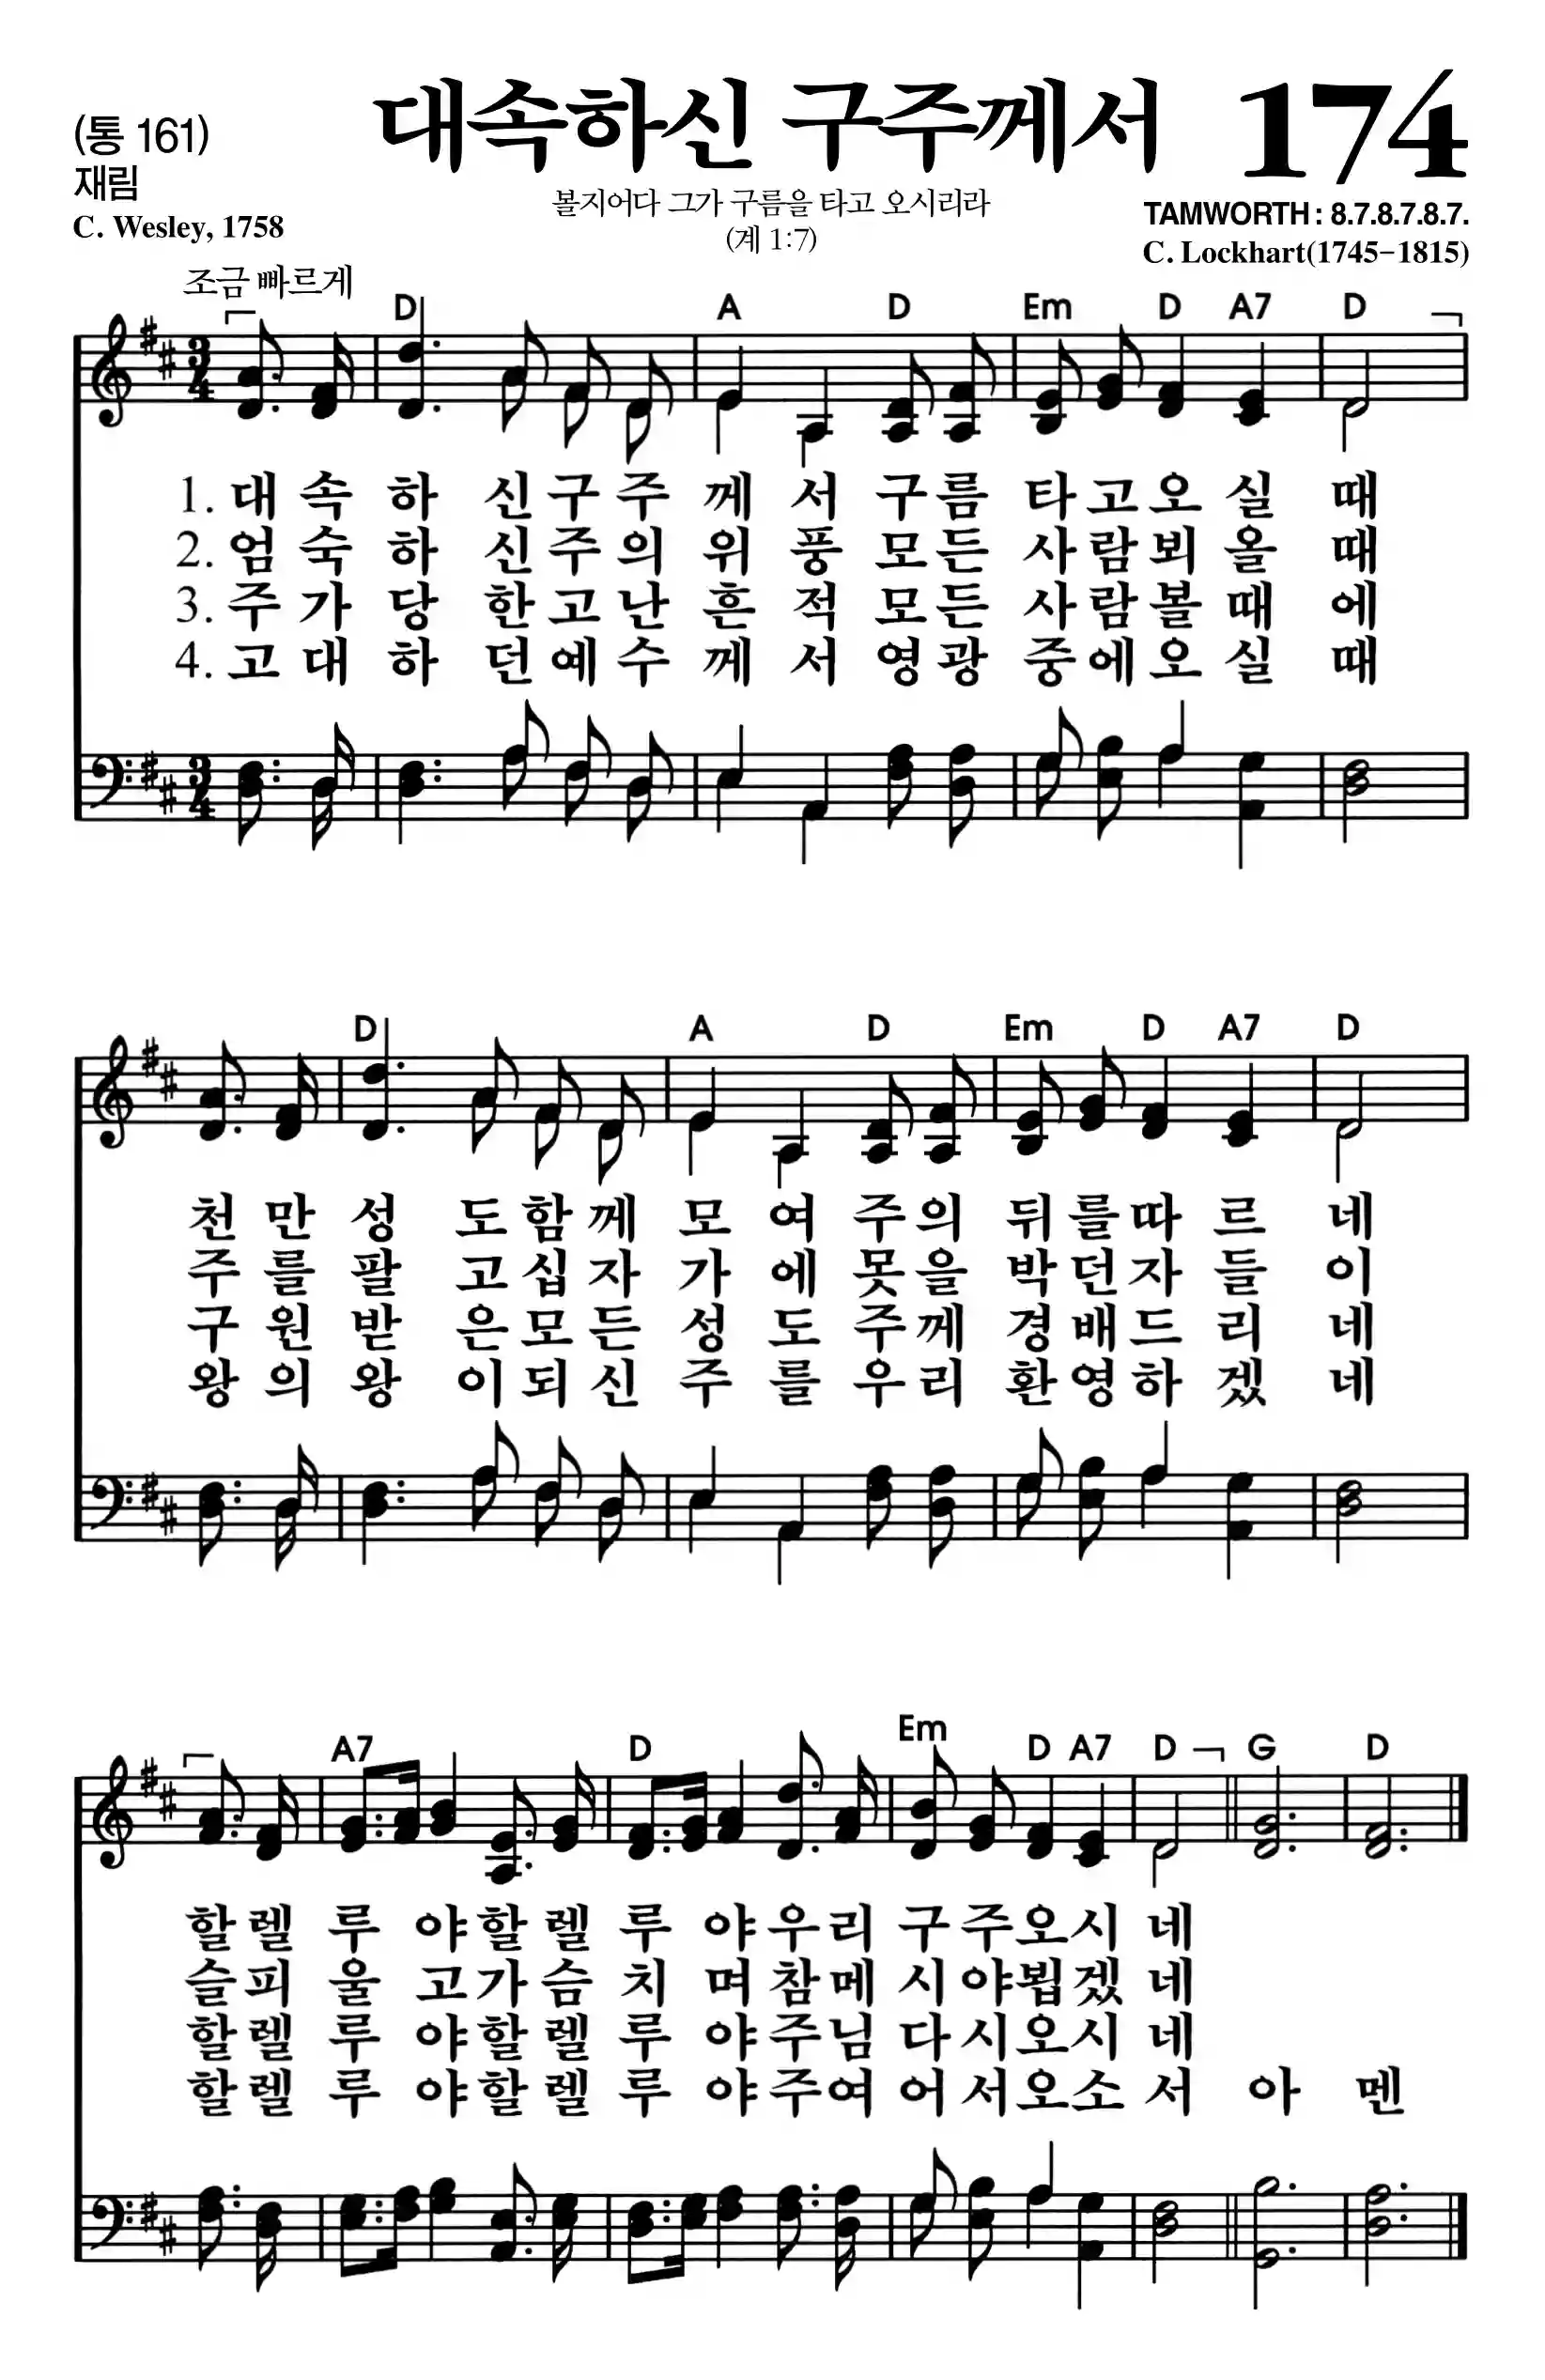 (통 161)
재림
C. Wesley, 1758
대속하신 구주께서 174
볼지어다 그가 구름을 타고 오시리라
(계 1:7)
TAMWORTH : 8.7.8.7.8.7.
C. Lockhart(1745-1815)
조금 빠르게
D A D Em D A7 D
1. 대 속 하 신 구 주 께 서 구 름 타 고 오 실 때
2. 엄 숙 하 신 주 의 위 풍 모 든 사 람 뵈 올 때
3. 주 가 당 한 고 난 흔 적 모 든 사 람 볼 때 에
4. 고 대 하 던 예 수 께 서 영 광 중 에 오 실 때
D A D Em D A7 D
천 만 성 도 함 께 모 여 주 의 뒤 를 따 르 네
주 를 팔 고 십 자 가 에 못 을 박 던 자 들 이
구 원 받 은 모 든 성 도 주 께 경 배 드 리 네
왕 의 왕 이 되 신 주 를 우 리 환 영 하 겠 네
A7 D Em D A7 D G D
할 렐 루 야 할 렐 루 야 우 리 구 주 오 시 네
슬 피 울 고 가 슴 치 며 참 메 시 야 뵙 겠 네
할 렐 루 야 할 렐 루 야 주 님 다 시 오 시 네
할 렐 루 야 할 렐 루 야 주 여 어 서 오 소 서 아 멘